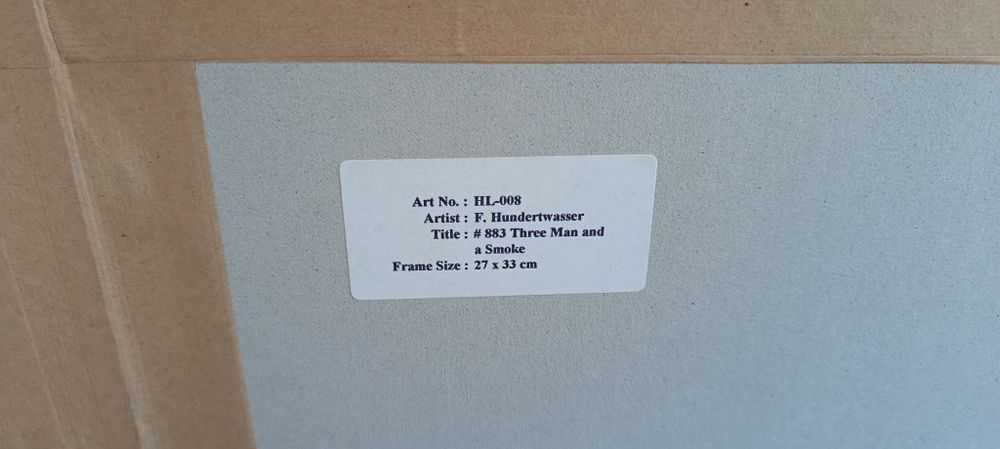 Art No. : HL-008
Artist : F. Hundertwasser
Title : # 883 Three Man and
a Smoke
Frame Size : 27 x 33 cm